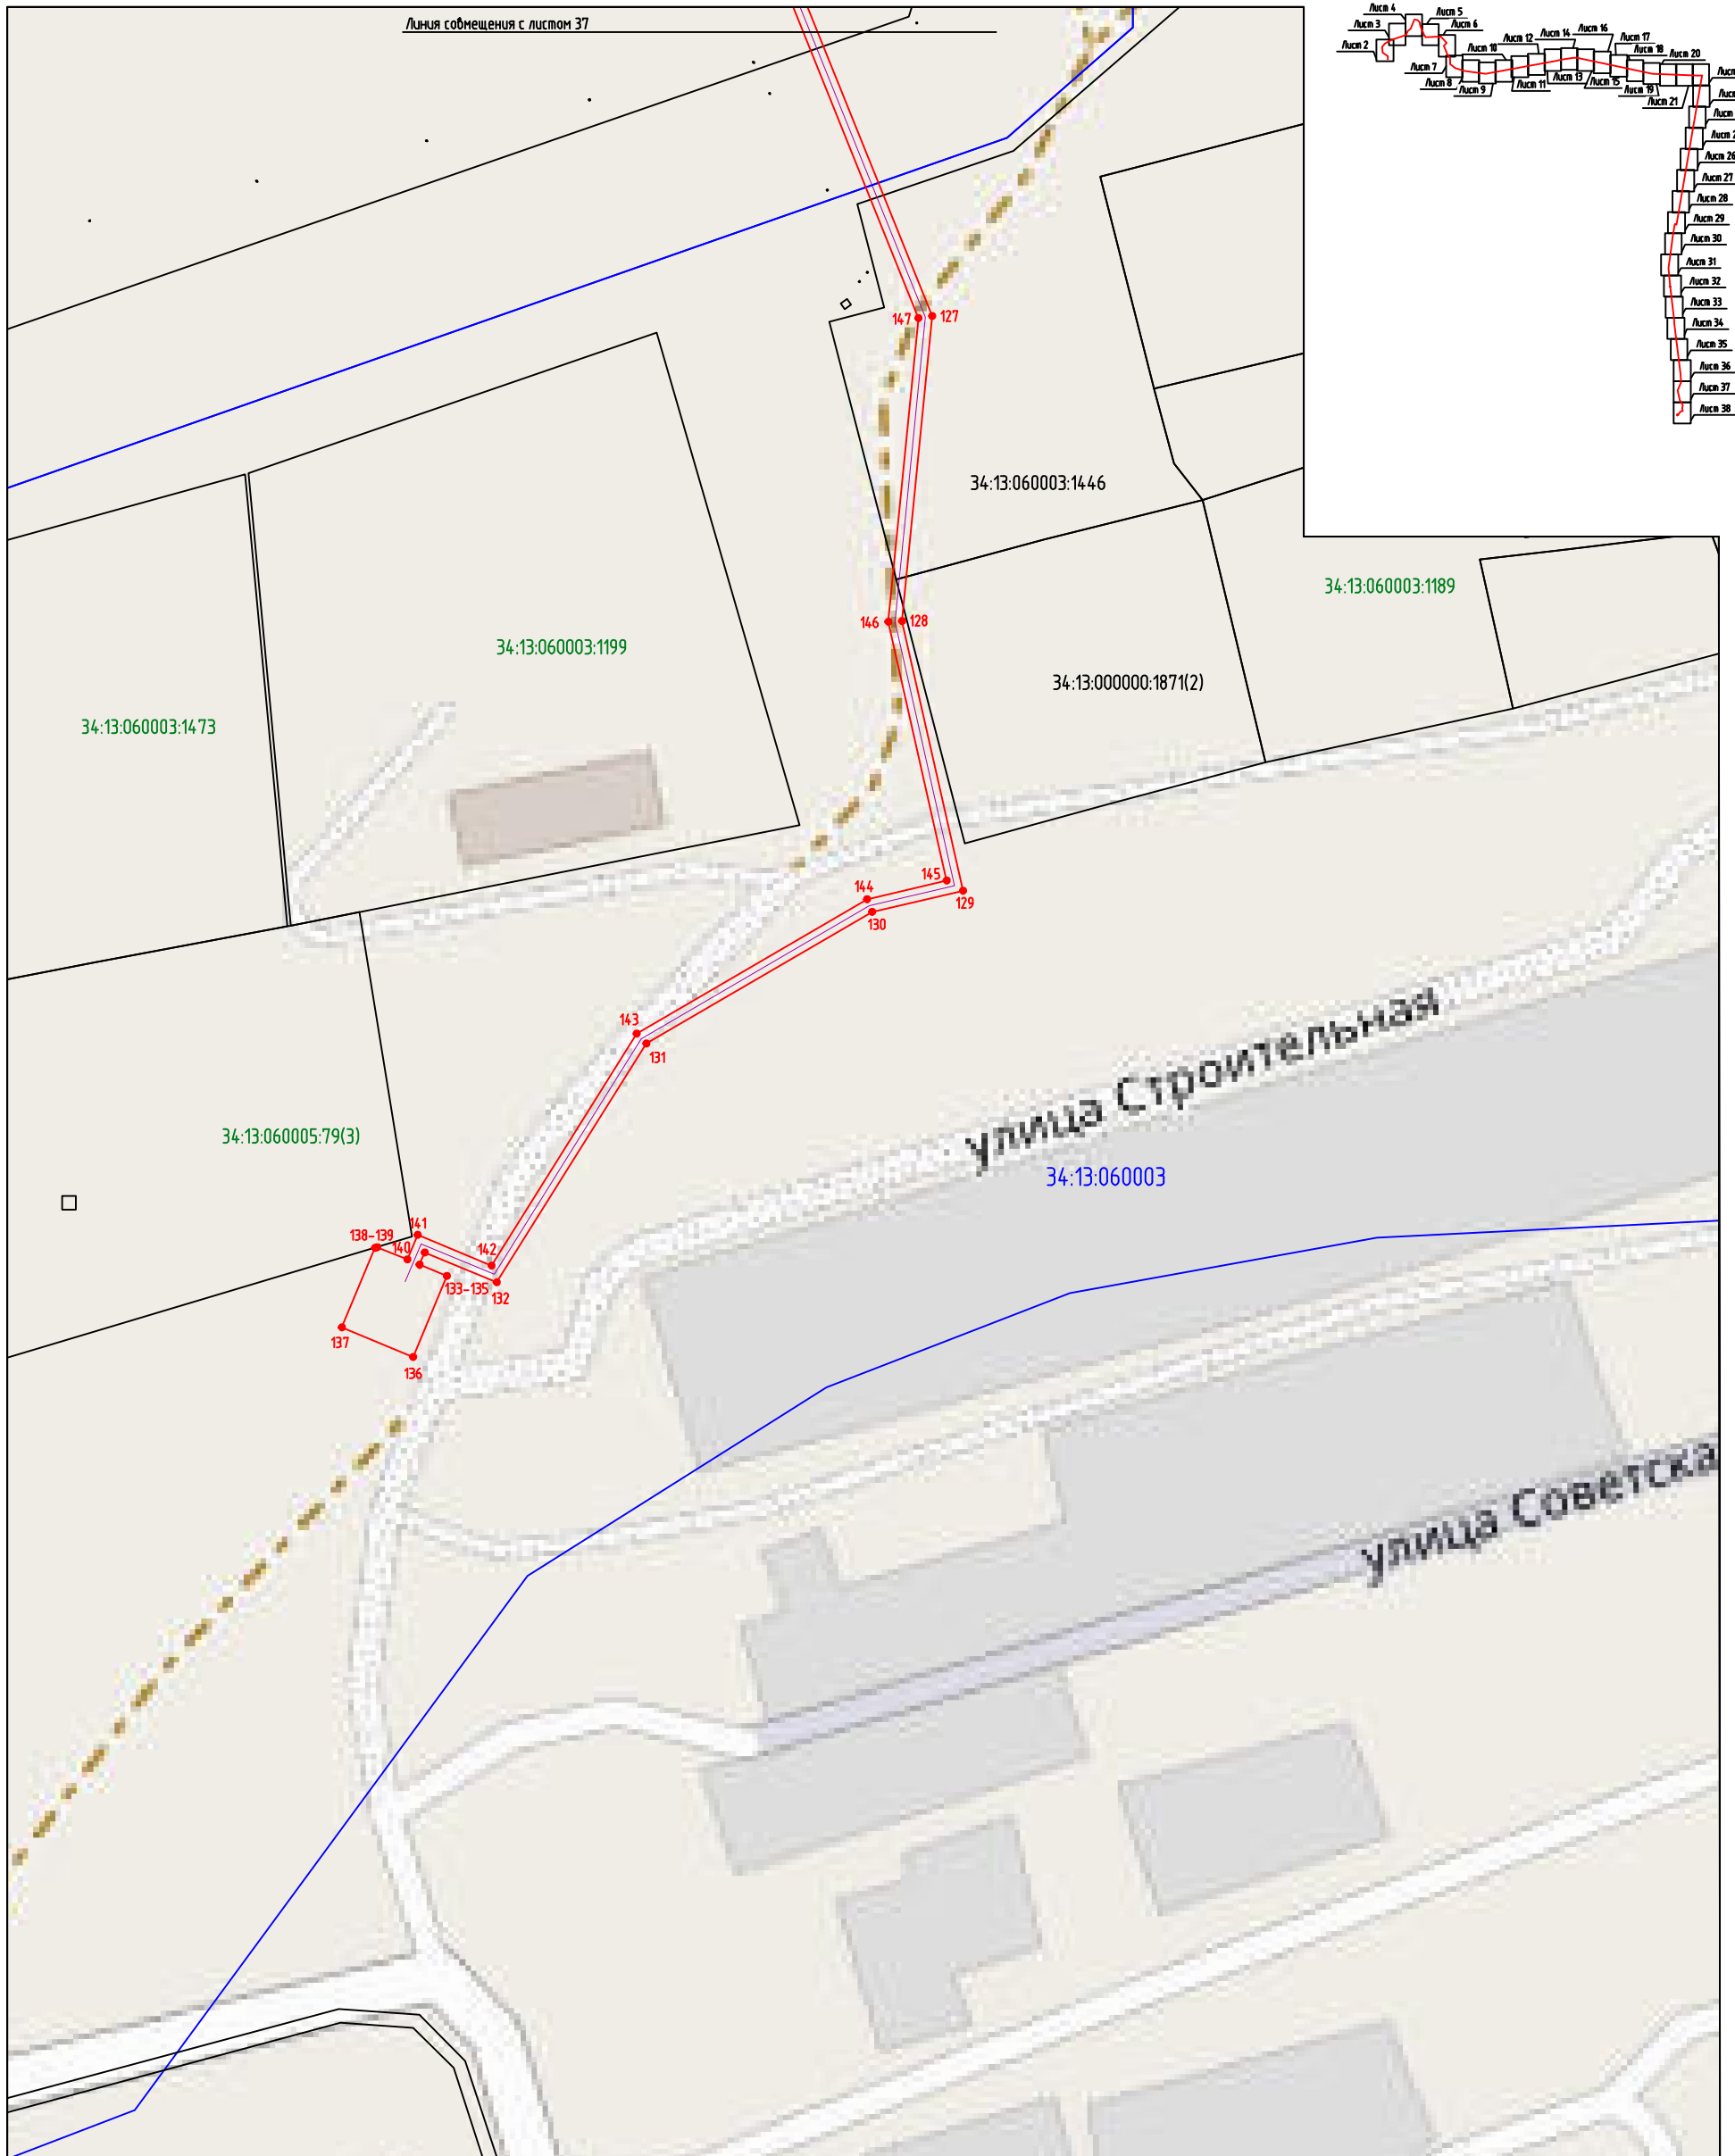 Линия совмещения с листом 37
Лист 4
Лист 5
Лист 3
Лист 6
Лист 2
Лист 16
Лист 14
Лист 12
Лист 17
Лист 10
Лист 18
Лист 20
Лист 7
Лист 8
Лист 9
Лист 11
Лист 13
Лист 15
Лист 19
Лист 21
Лист 26
Лист 27
Лист 28
Лист 29
Лист 30
Лист 31
Лист 32
Лист 33
Лист 34
Лист 35
Лист 36
Лист 37
Лист 38
147
127
34:13:060003:1446
34:13:060003:1189
146
128
34:13:060003:1199
34:13:000000:1871(2)
34:13:060003:1473
145
144
129
130
143
131
улица Строительная
34:13:060005:79(3)
34:13:060003
141
138-139
140
142
133-135
132
137
136
улица Советска